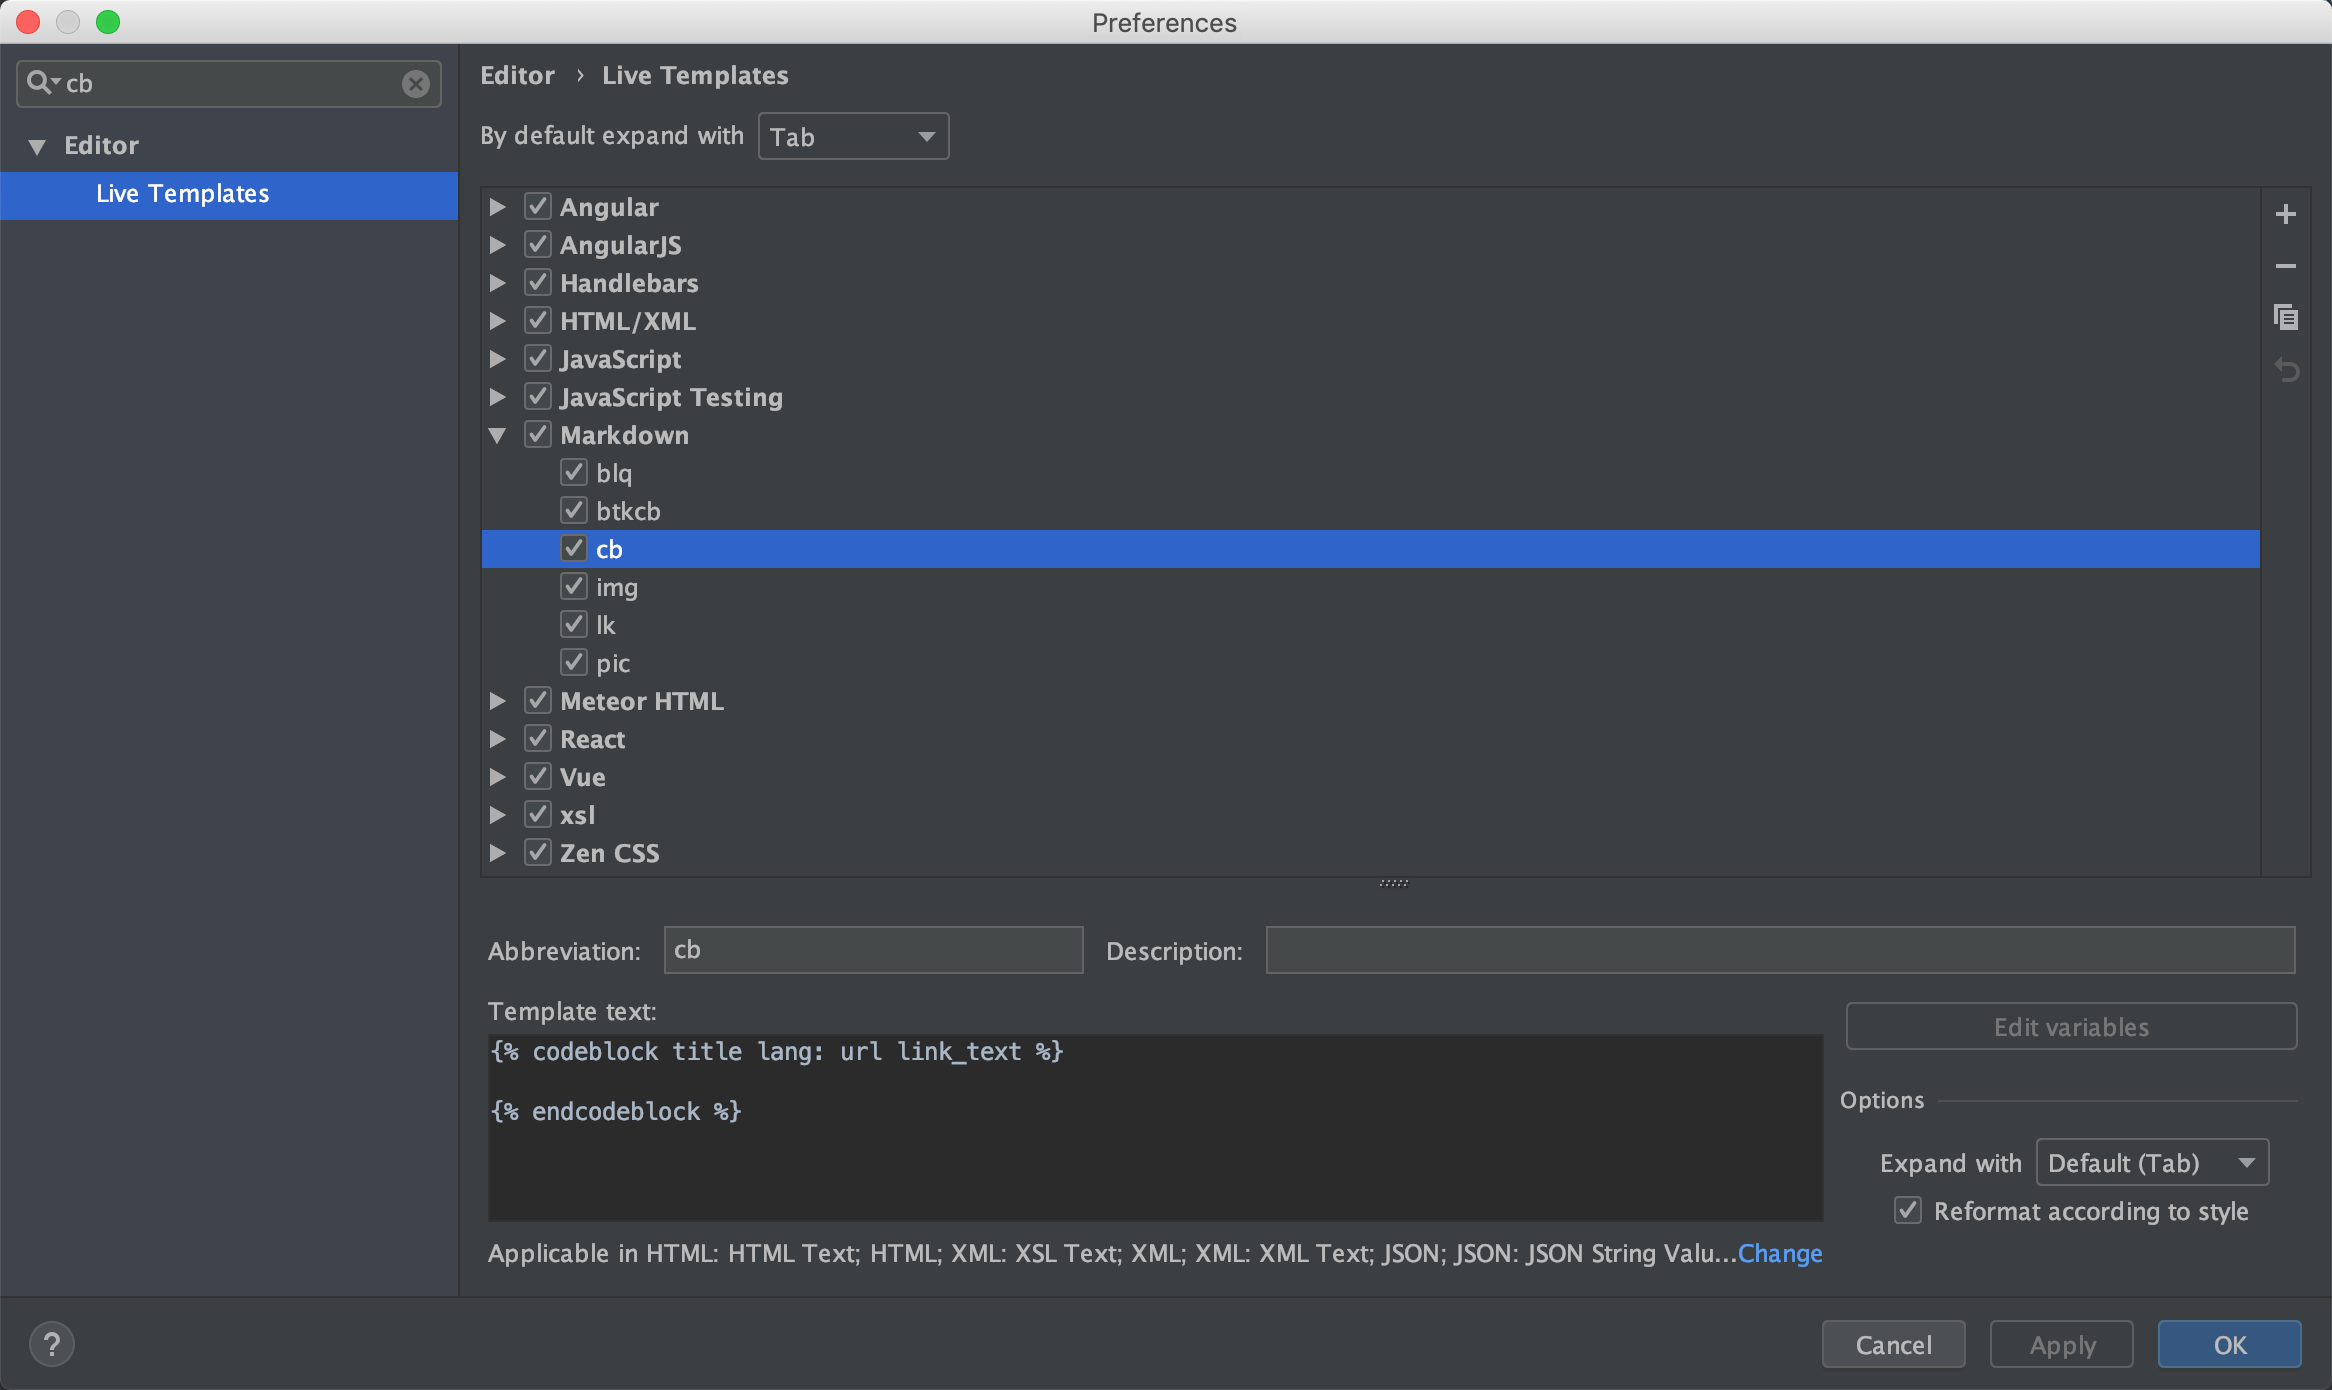 Preferences
cb
Editor
Live Templates
Editor › Live Templates
By default expand with Tab
Angular
AngularJS
Handlebars
HTML/XML
JavaScript
JavaScript Testing
Markdown
blq
btkcb
cb
img
lk
pic
Meteor HTML
React
Vue
xsl
Zen CSS
Abbreviation: cb Description:
Template text:
Edit variables
{% codeblock title lang: url link_text %}
{% endcodeblock %}
Options
Expand with Default (Tab)
Reformat according to style
Applicable in HTML: HTML Text; HTML; XML: XSL Text; XML; XML: XML Text; JSON; JSON: JSON String Valu...Change
? Cancel Apply OK